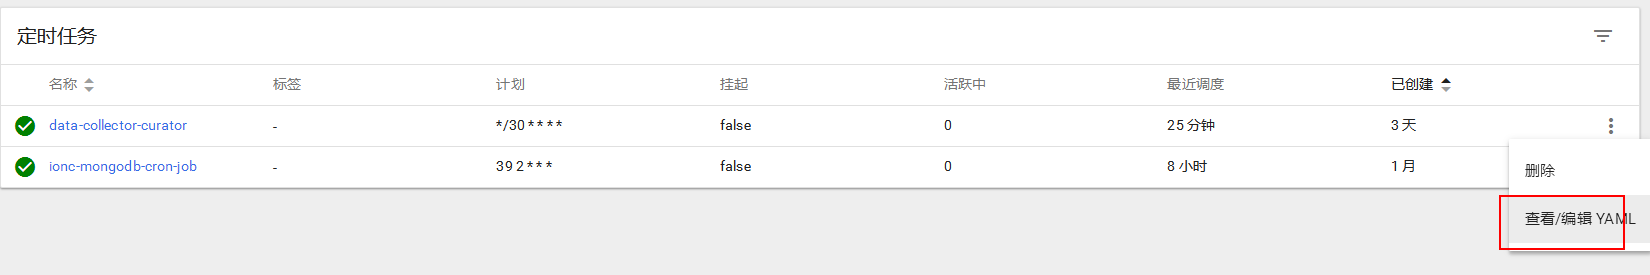 定时任务
名称 标签 计划 挂起 活跃中 最近调度 已创建
data-collector-curator - */30 * * * * false 0 25 分钟 3 天
ionc-mongodb-cron-job - 39 2 * * * false 0 8 小时 1 月
删除
查看/编辑 YAML